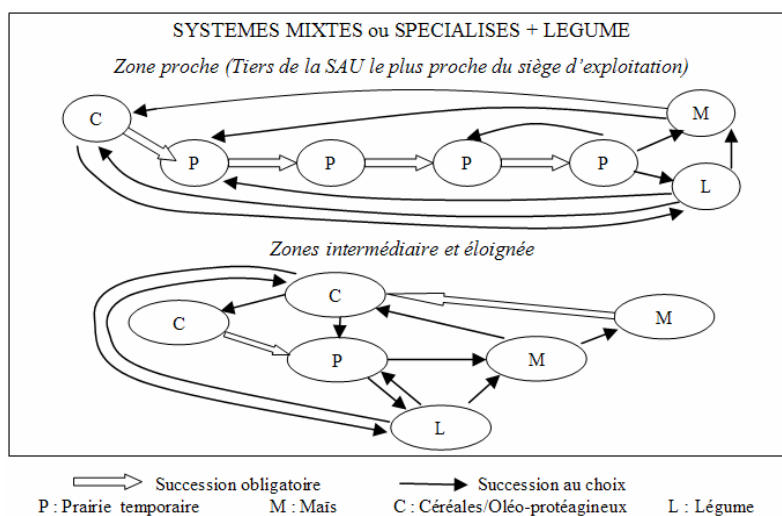 SYSTEMES MIXTES ou SPECIALISES + LEGUME
Zone proche (Tiers de la SAU le plus proche du siège d'exploitation)
C
M
P
P
P
P
L
Zones intermédiaire et éloignée
C
C
M
P
M
L
Succession obligatoire
Succession au choix
P : Prairie temporaire M : Maïs C : Céréales/Oléo-protéagineux L : Légume